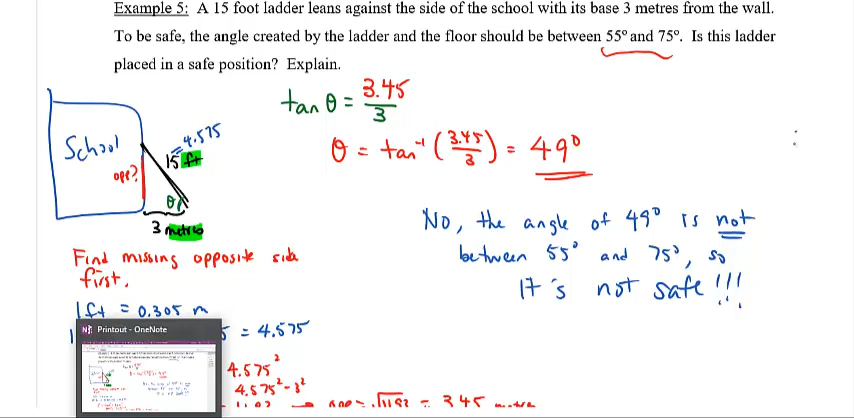 Example 5: A 15 foot ladder leans against the side of the school with its base 3 metres from the wall.
To be safe, the angle created by the ladder and the floor should be between 55° and 75°. Is this ladder
placed in a safe position? Explain.
tan θ = 3.45/3
θ = tan⁻¹ (3.45/3) = 49°
School
= 4.575
15 ft
opp?
θ
3 metres
No, the angle of 49° is not
between 55° and 75°, so
It's not safe!!!
Find missing opposite side
first.
1 ft = 0.305 m
= 4.575
Printout - OneNote
4.575²
4.575² - 3²
= √11.93 = 3.45 metre